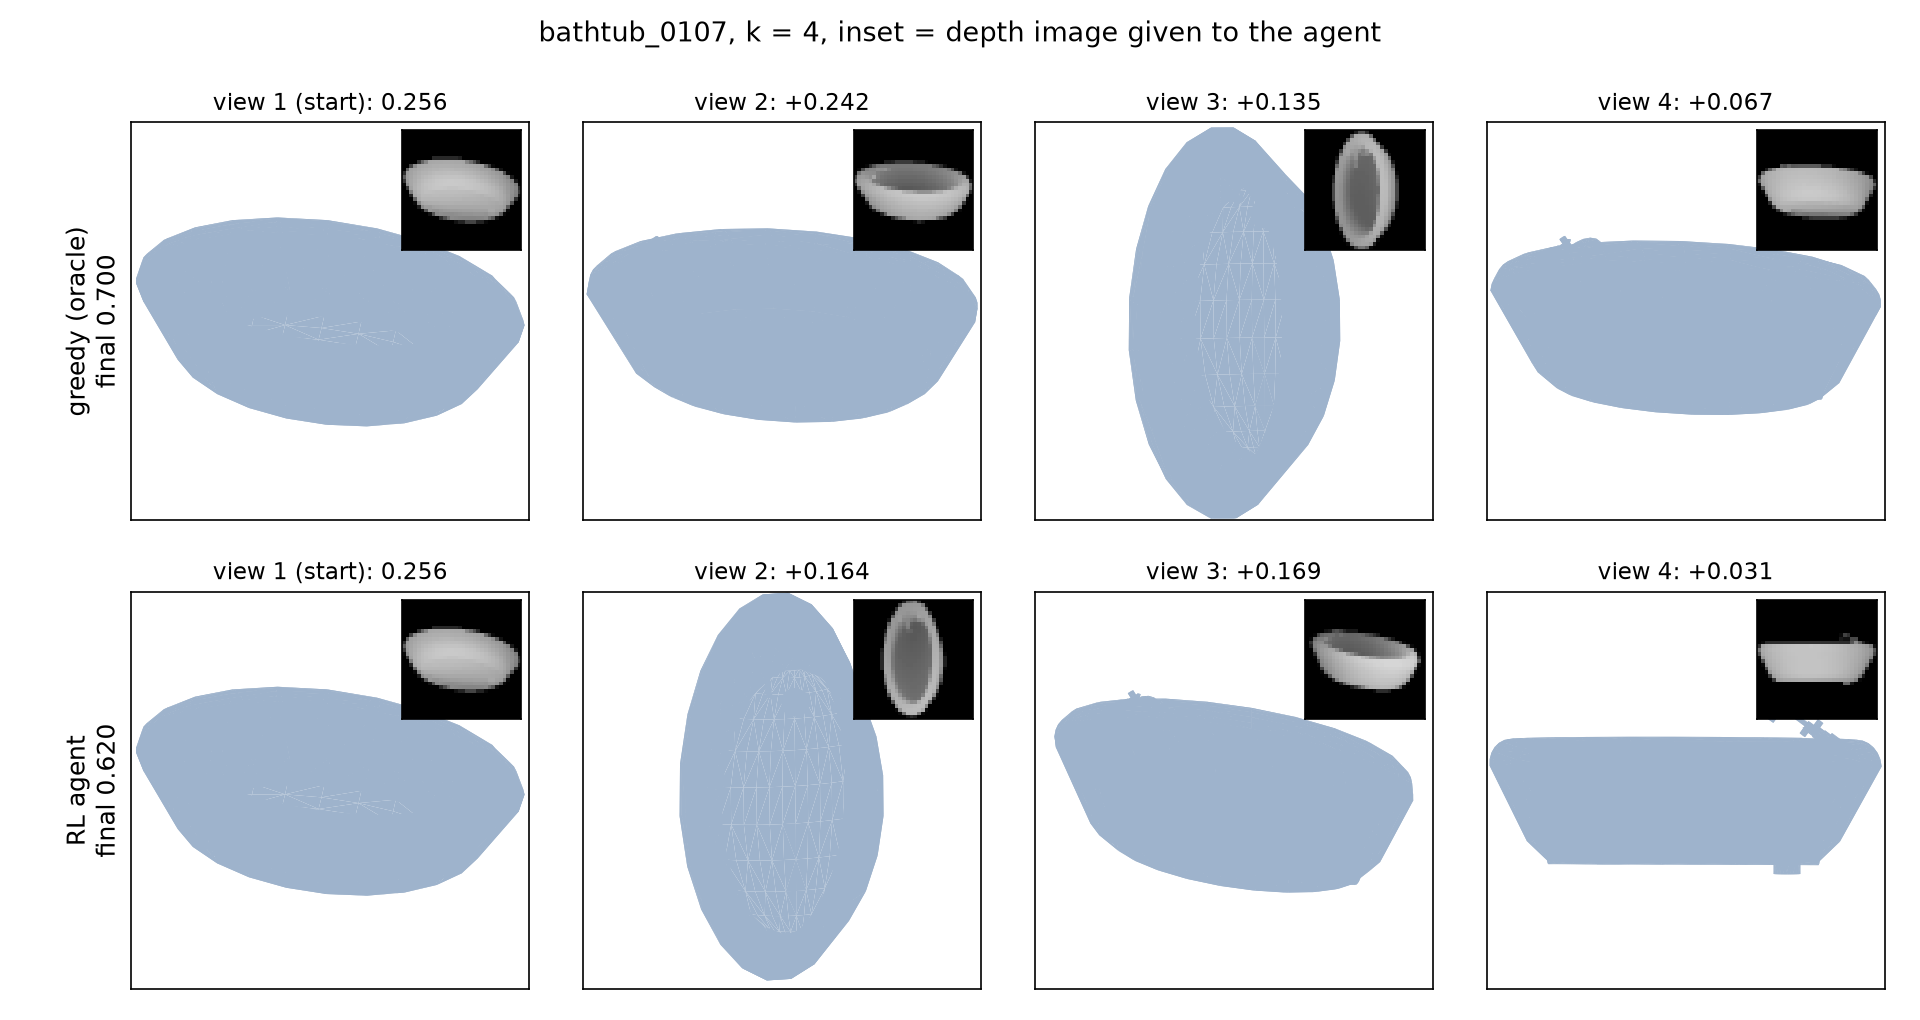 bathtub_0107, k = 4, inset = depth image given to the agent
view 1 (start): 0.256
view 2: +0.242
view 3: +0.135
view 4: +0.067
greedy (oracle)
final 0.700
view 1 (start): 0.256
view 2: +0.164
view 3: +0.169
view 4: +0.031
RL agent
final 0.620